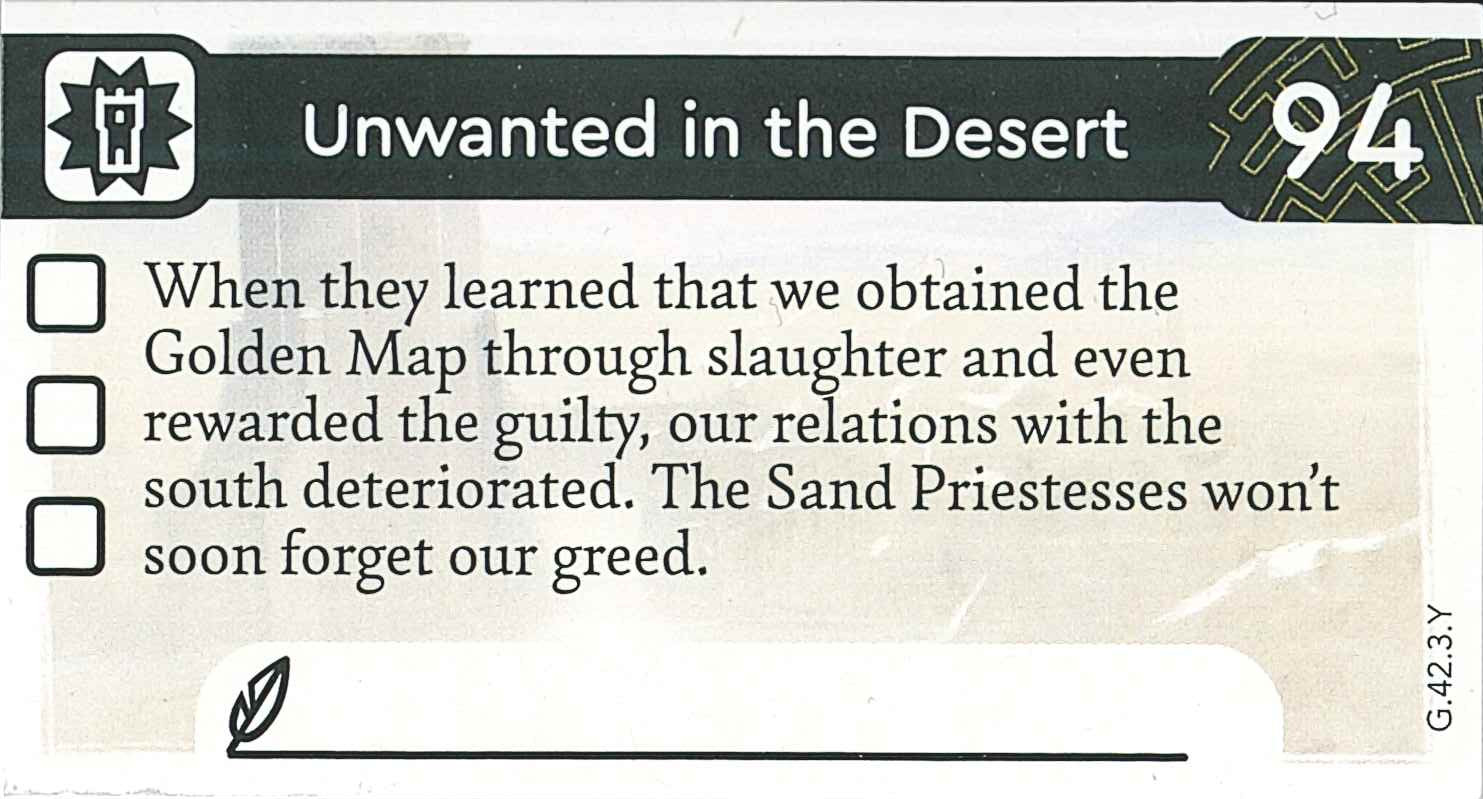 Unwanted in the Desert
94
When they learned that we obtained the
Golden Map through slaughter and even
rewarded the guilty, our relations with the
south deteriorated. The Sand Priestesses won't
soon forget our greed.
G.42.3.Y